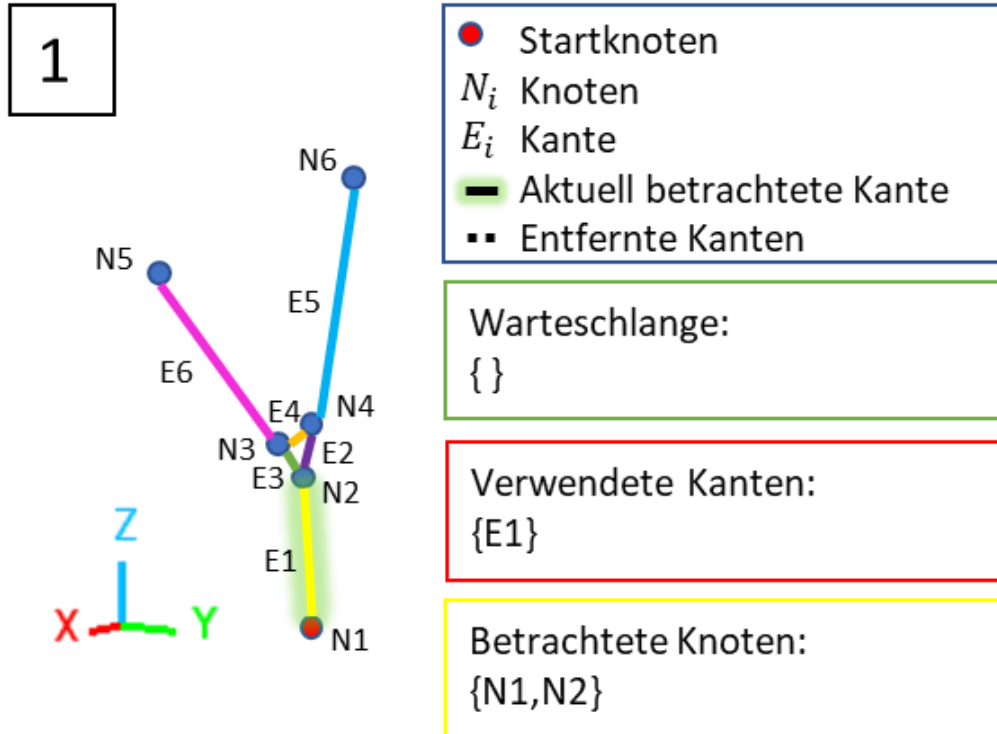 1
Startknoten
N_i Knoten
E_i Kante
Aktuell betrachtete Kante
Entfernte Kanten
N6
N5
E5
E6
E4
N4
N3
E2
E3
N2
E1
N1
Z
X
Y
Warteschlange:
{ }
Verwendete Kanten:
{E1}
Betrachtete Knoten:
{N1,N2}